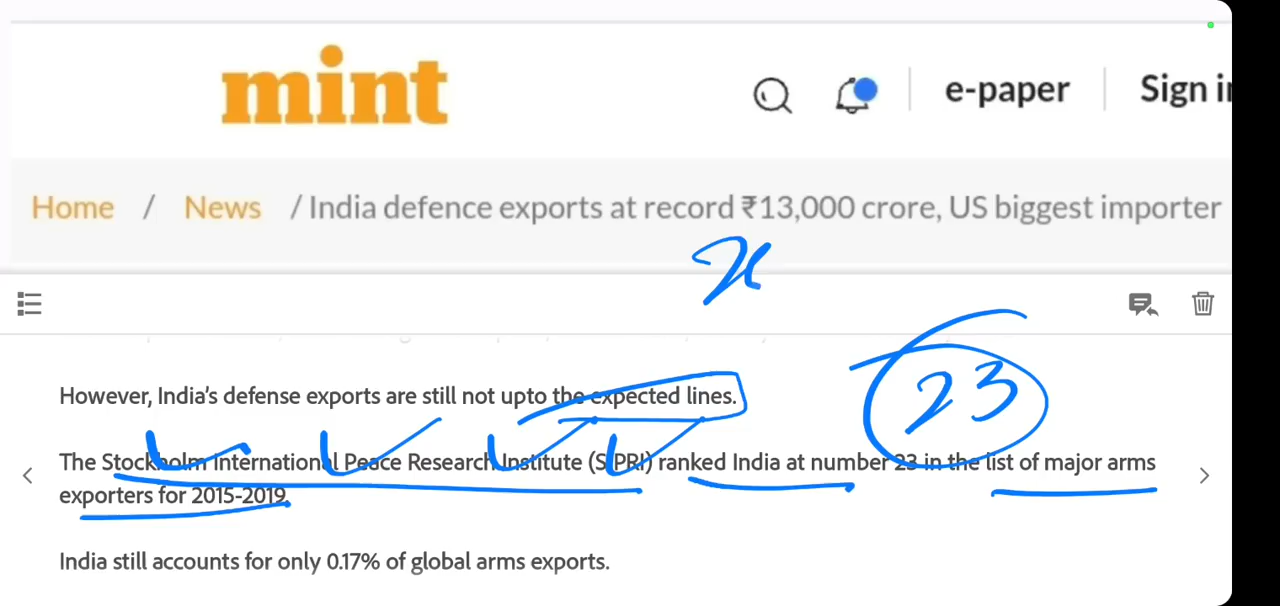 mint
e-paper
Sign in
Home / News / India defence exports at record ₹13,000 crore, US biggest importer
However, India's defense exports are still not upto the expected lines.
23
The Stockholm International Peace Research Institute (SIPRI) ranked India at number 23 in the list of major arms
exporters for 2015-2019.
India still accounts for only 0.17% of global arms exports.